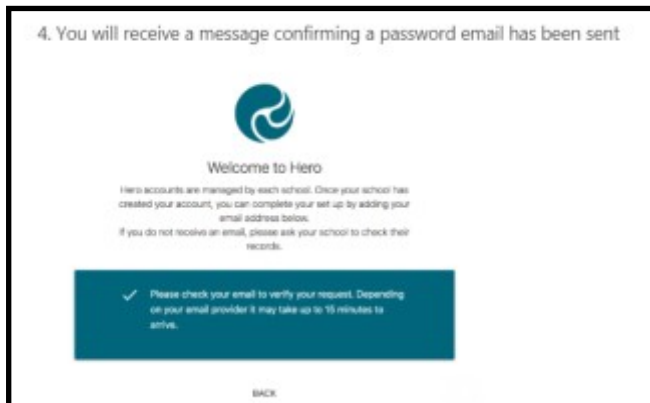 4. You will receive a message confirming a password email has been sent
Welcome to Hero
Hero accounts are managed by each school. Once your school has
created your account, you can complete your set up by adding your
email address below.
If you do not receive an email, please ask your school to check their
records.
Please check your email to verify your request. Depending
on your email provider it may take up to 15 minutes to
arrive.
BACK